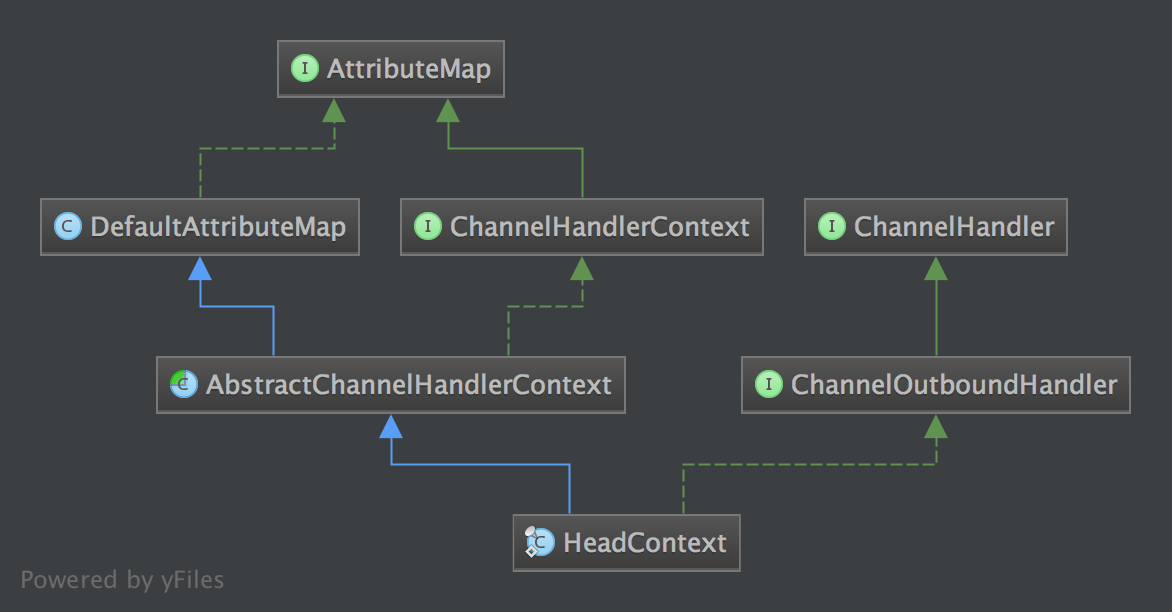 I AttributeMap
C DefaultAttributeMap
I ChannelHandlerContext
I ChannelHandler
C AbstractChannelHandlerContext
I ChannelOutboundHandler
C HeadContext
Powered by yFiles